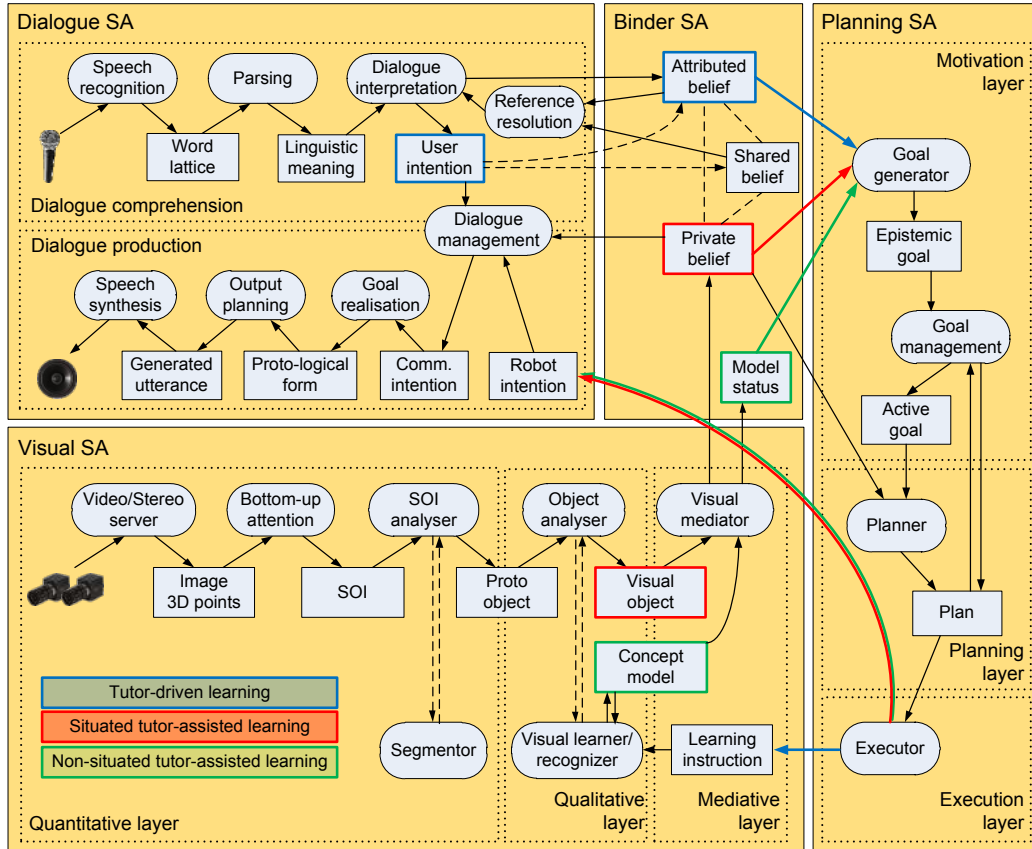 Dialogue SA
Speech
recognition
Parsing
Dialogue
interpretation
Word
lattice
Linguistic
meaning
User
intention
Reference
resolution
Dialogue comprehension
Dialogue
management
Dialogue production
Speech
synthesis
Output
planning
Goal
realisation
Generated
utterance
Proto-logical
form
Comm.
intention
Robot
intention
Binder SA
Attributed
belief
Shared
belief
Private
belief
Model
status
Planning SA
Motivation
layer
Goal
generator
Epistemic
goal
Goal
management
Active
goal
Planner
Plan
Planning
layer
Executor
Execution
layer
Visual SA
Video/Stereo
server
Bottom-up
attention
SOI
analyser
Object
analyser
Visual
mediator
Image
3D points
SOI
Proto
object
Visual
object
Concept
model
Tutor-driven learning
Situated tutor-assisted learning
Non-situated tutor-assisted learning
Segmentor
Visual learner/
recognizer
Learning
instruction
Quantitative layer
Qualitative
layer
Mediative
layer